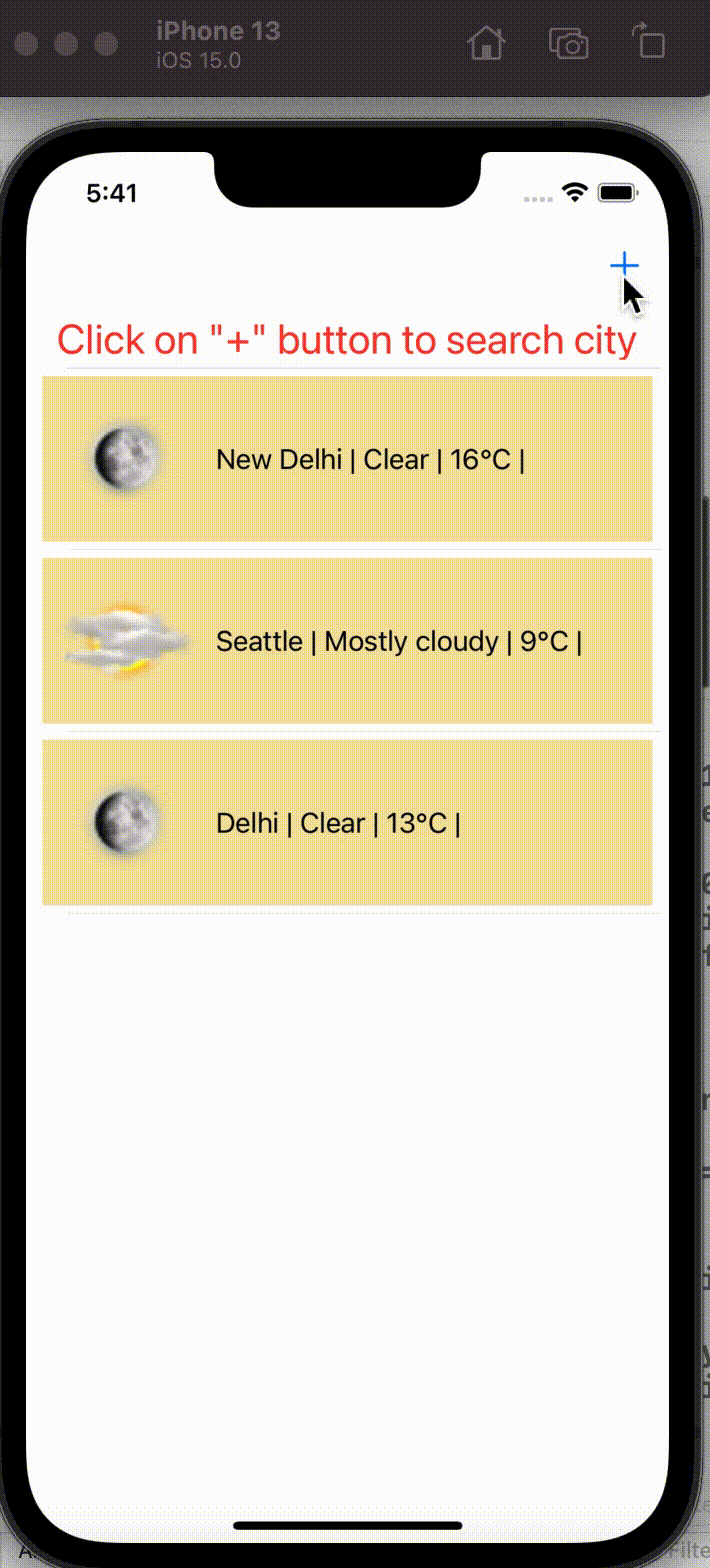 iPhone 13
iOS 15.0
5:41
Click on "+" button to search city
New Delhi | Clear | 16°C |
Seattle | Mostly cloudy | 9°C |
Delhi | Clear | 13°C |